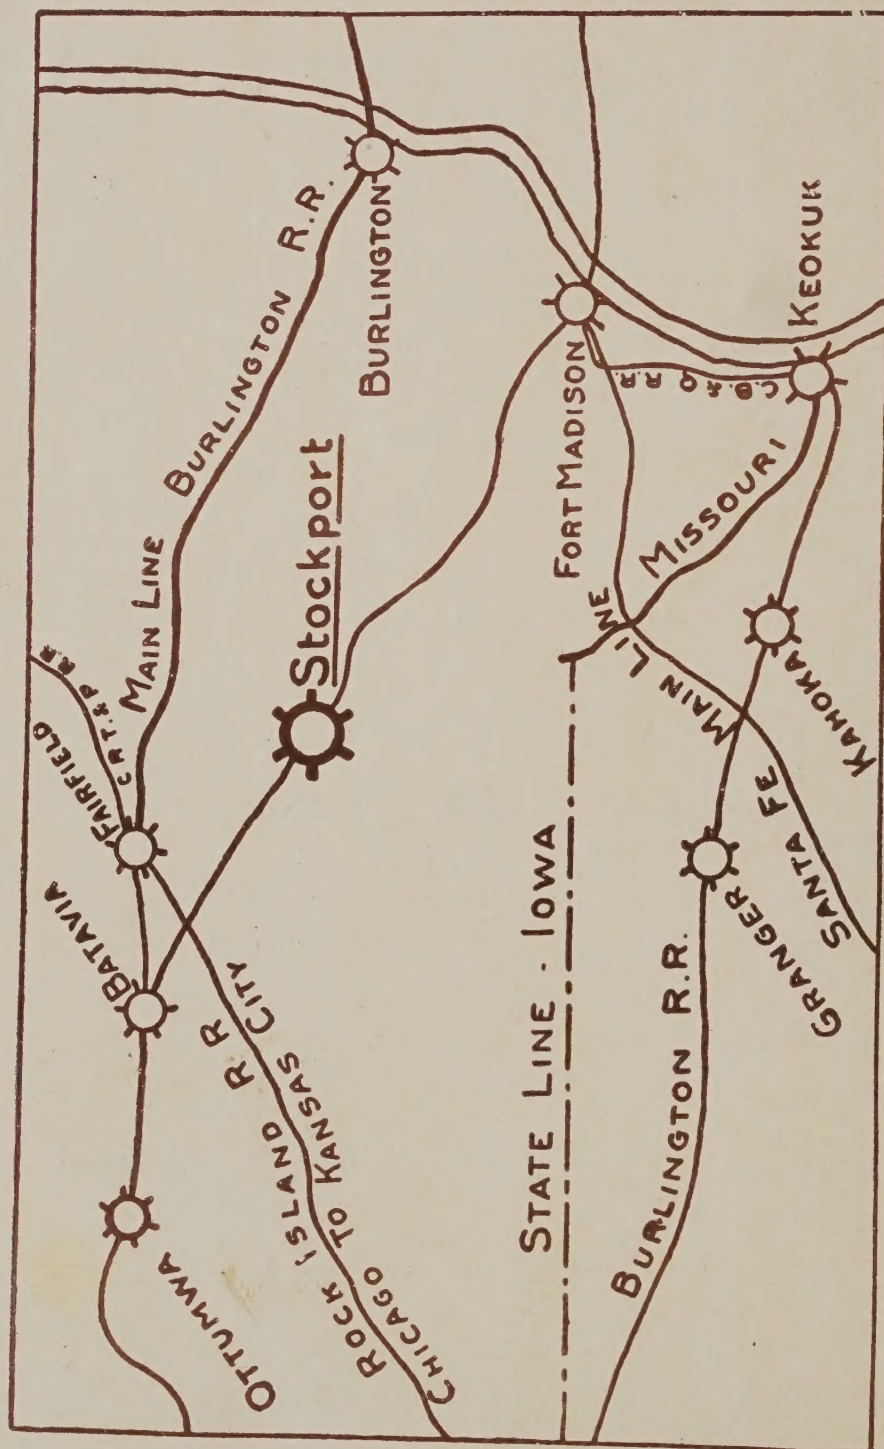 OTTUMWA
BATAVIA
FAIRFIELD
C R T. & P R.R
MAIN LINE BURLINGTON R.R.
ROCK ISLAND R R
CHICAGO TO KANSAS CITY
Stockport
BURLINGTON
STATE LINE - IOWA
MISSOURI
FORT MADISON
C.B.& Q R.R.
KEOKUK
MAIN LINE
SANTA FE
BURLINGTON R.R.
GRANGER
KAHOKA